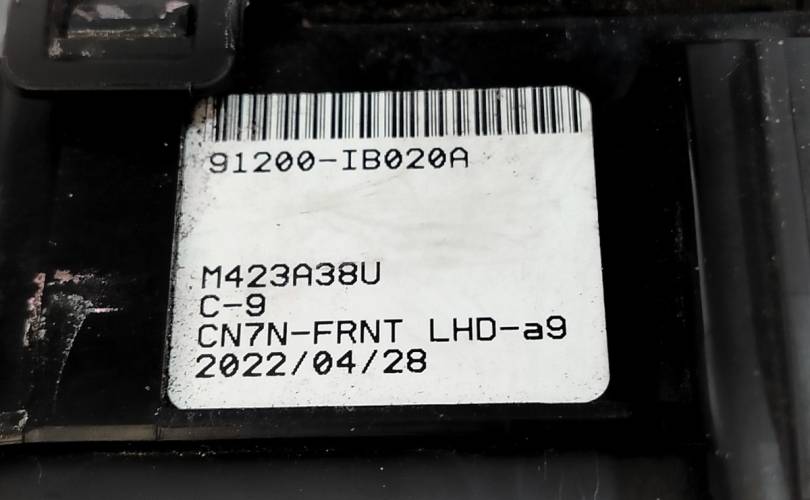 91200-IB020A
M423A38U
C-9
CN7N-FRNT LHD-a9
2022/04/28